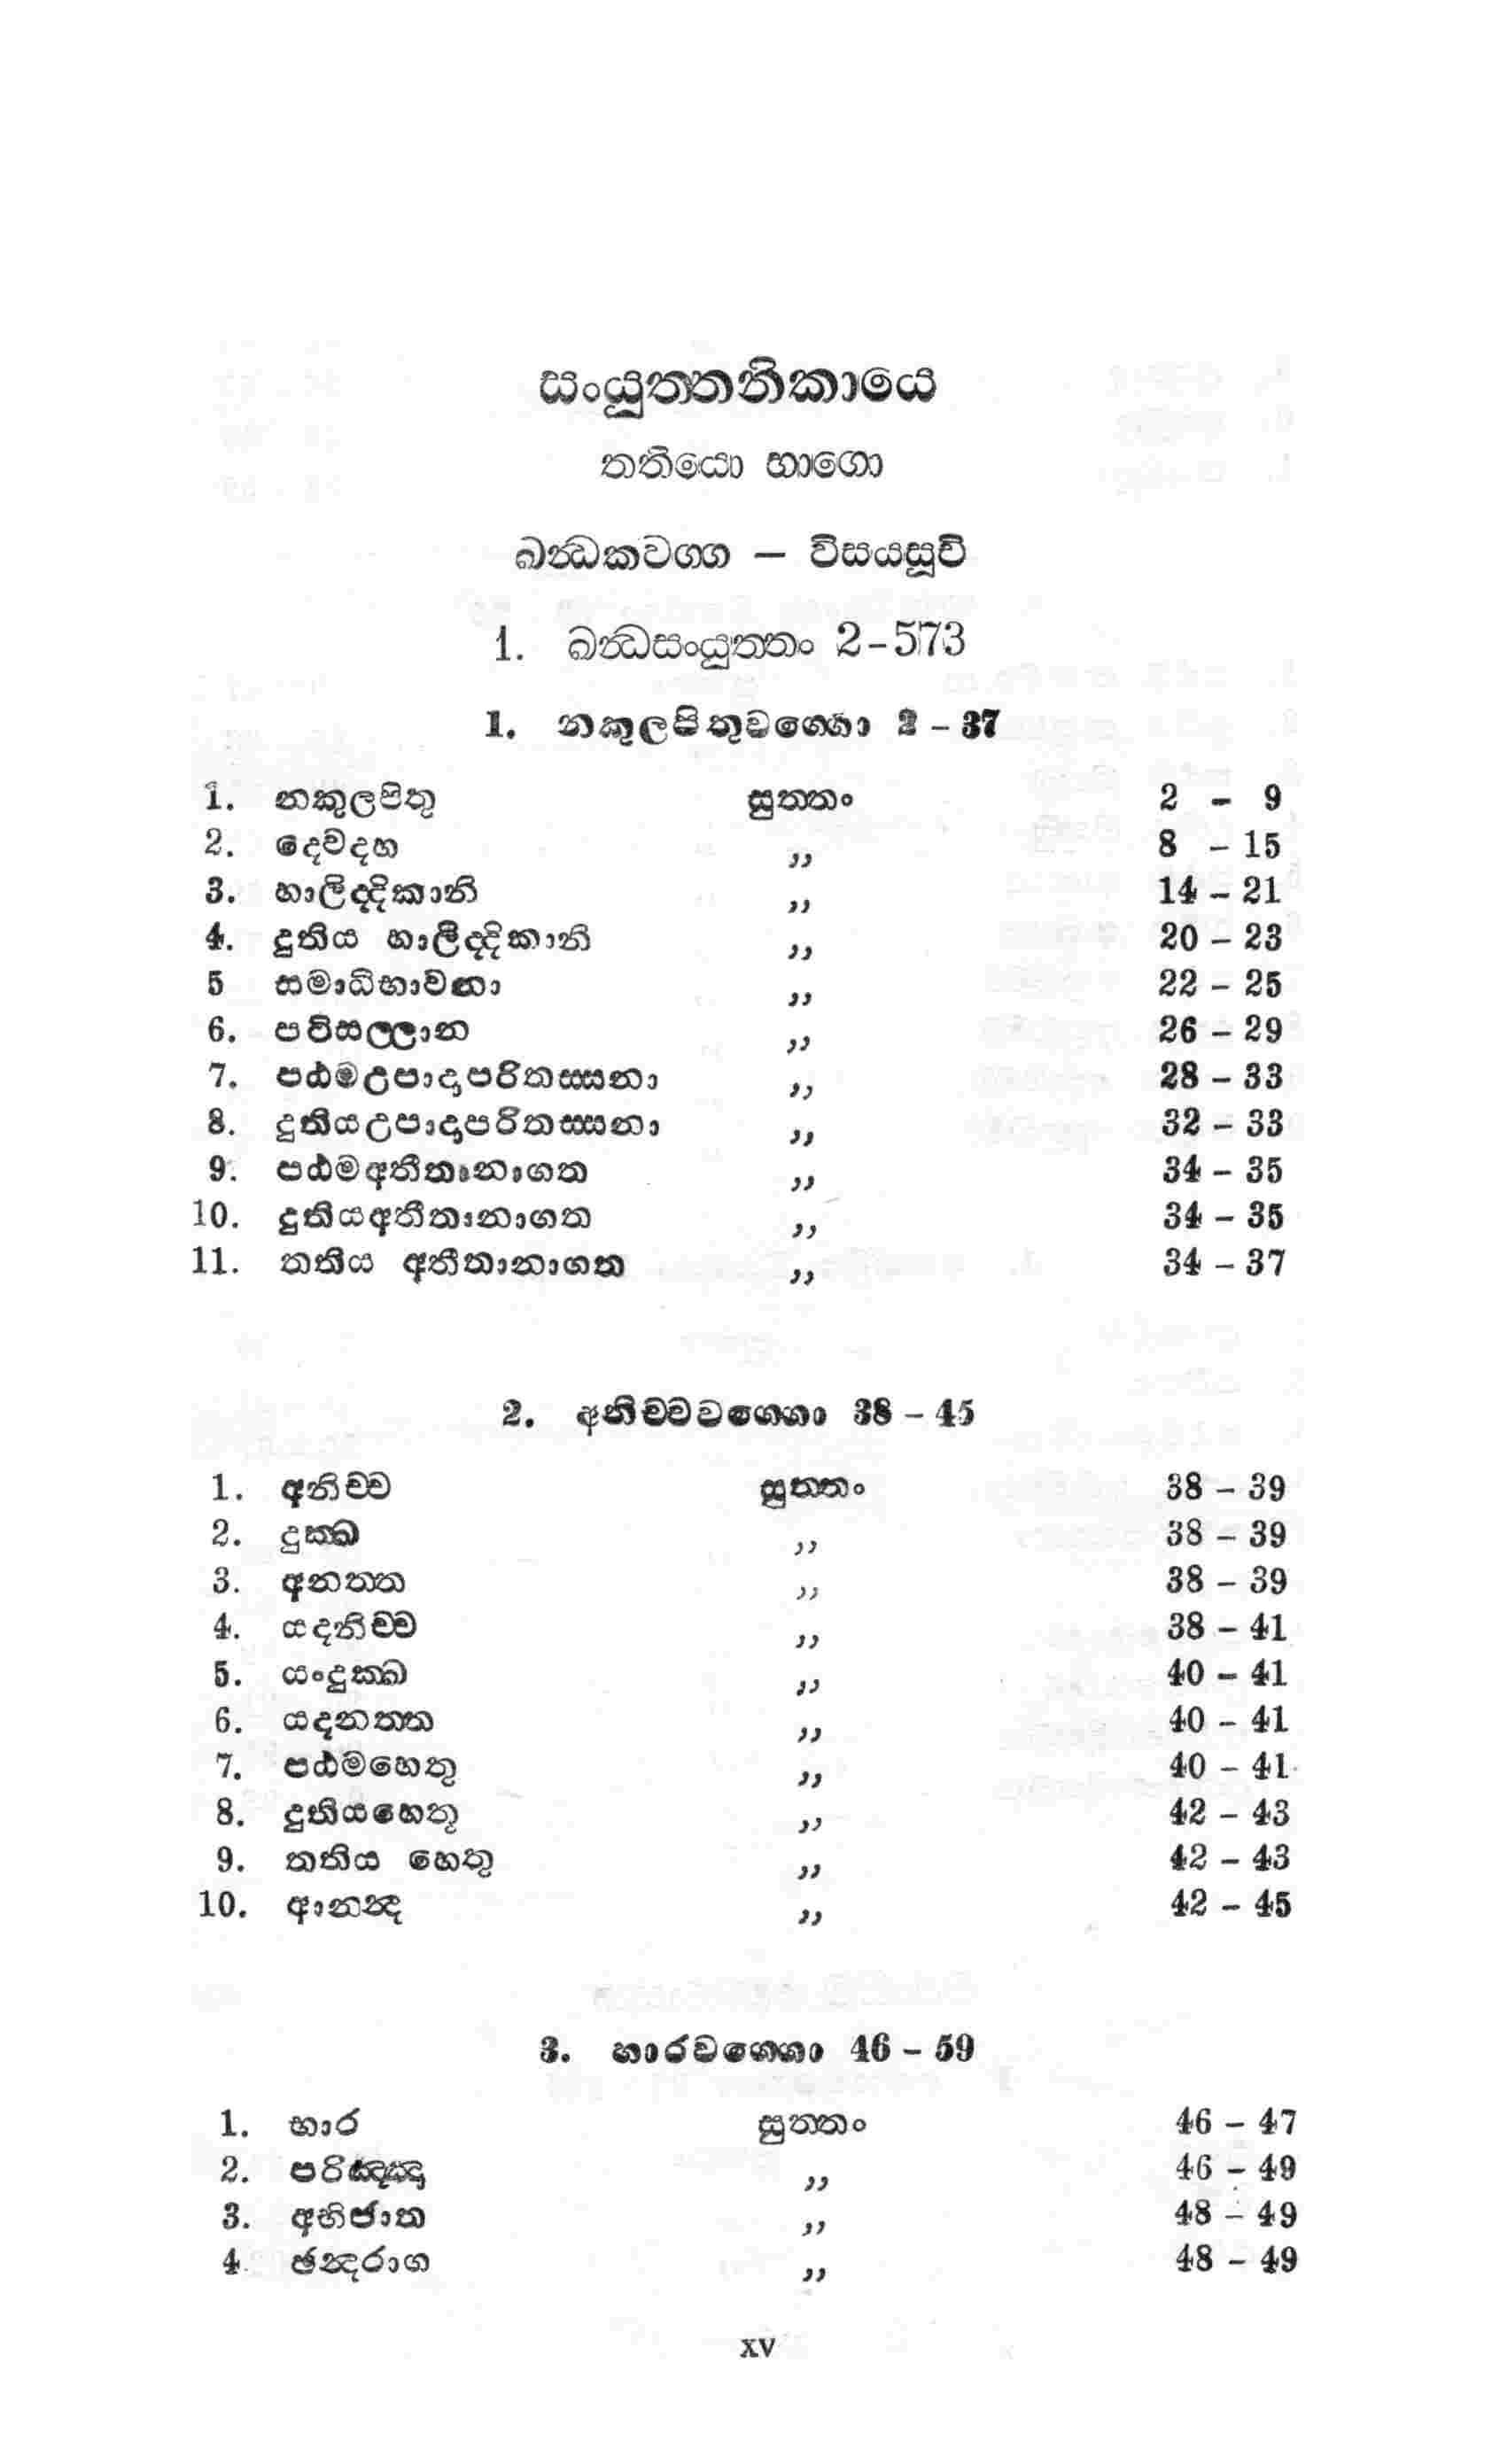 සංයුත්තනිකායෙ
තතියො භාගො
ඛන්ධකවග්ග – විසයසූචි
1. ඛන්ධසංයුත්තං 2-573
1. නකුලපිතුවග්ගො 2 – 37
1. නකුලපිතු සුත්තං 2 – 9
2. දෙවදහ ,, 8 – 15
3. හාලිද්දිකානි ,, 14 – 21
4. දුතිය හාලිද්දිකානි ,, 20 – 23
5 සමාධිභාවනා ,, 22 – 25
6. පටිසල්ලාන ,, 26 – 29
7. පඨමඋපාදාපරිතස්සනා ,, 28 – 33
8. දුතියඋපාදාපරිතස්සනා ,, 32 – 33
9. පඨමඅතීතානාගත ,, 34 – 35
10. දුතියඅතීතානාගත ,, 34 – 35
11. තතිය අතීතානාගත ,, 34 – 37
2. අනිච්චවග්ගො 38 – 45
1. අනිච්ච සුත්තං 38 – 39
2. දුක්ඛ ,, 38 – 39
3. අනත්ත ,, 38 – 39
4. යදනිච්ච ,, 38 – 41
5. යංදුක්ඛ ,, 40 – 41
6. යදනත්ත ,, 40 – 41
7. පඨමහෙතු ,, 40 – 41
8. දුතියහෙතු ,, 42 – 43
9. තතිය හෙතු ,, 42 – 43
10. ආනන්ද ,, 42 – 45
3. භාරවග්ගො 46 – 59
1. භාර සුත්තං 46 – 47
2. පරිඤ්ඤා ,, 46 – 49
3. අභිජාත ,, 48 – 49
4. ඡන්දරාග ,, 48 – 49
xv